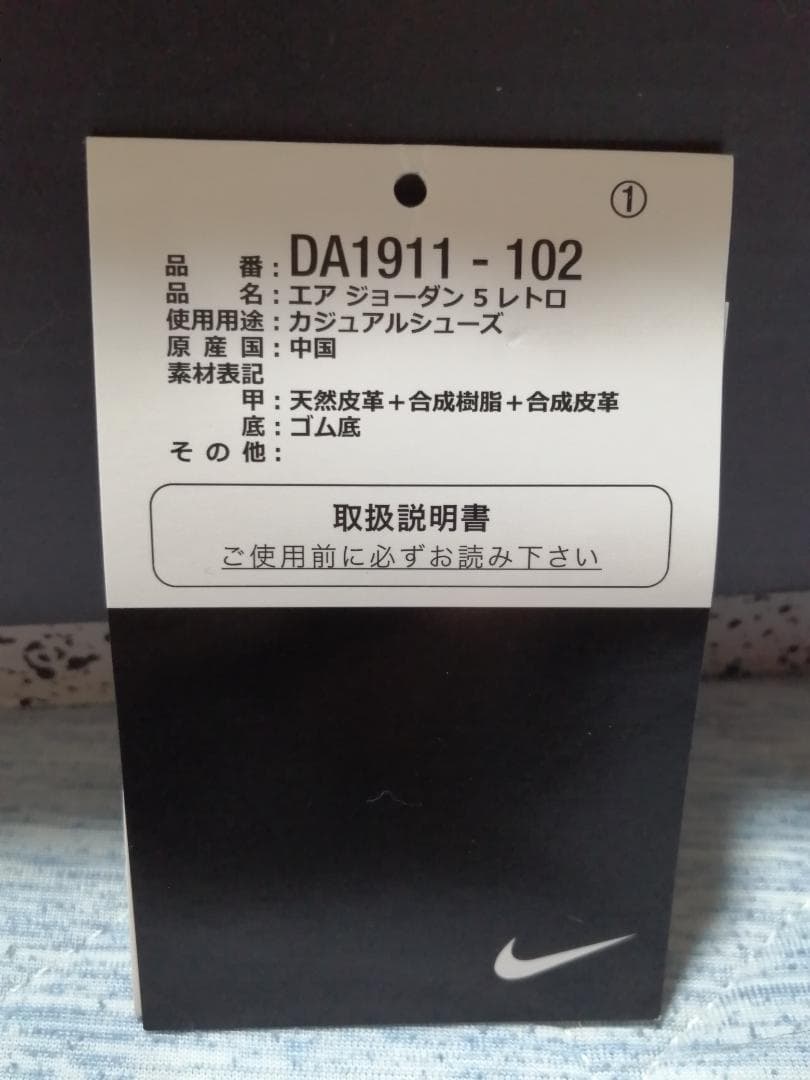 ①
品番：DA1911 - 102
品名：エア ジョーダン 5 レトロ
使用用途：カジュアルシューズ
原産国：中国
素材表記
甲：天然皮革＋合成樹脂＋合成皮革
底：ゴム底
その他：
取扱説明書
ご使用前に必ずお読み下さい